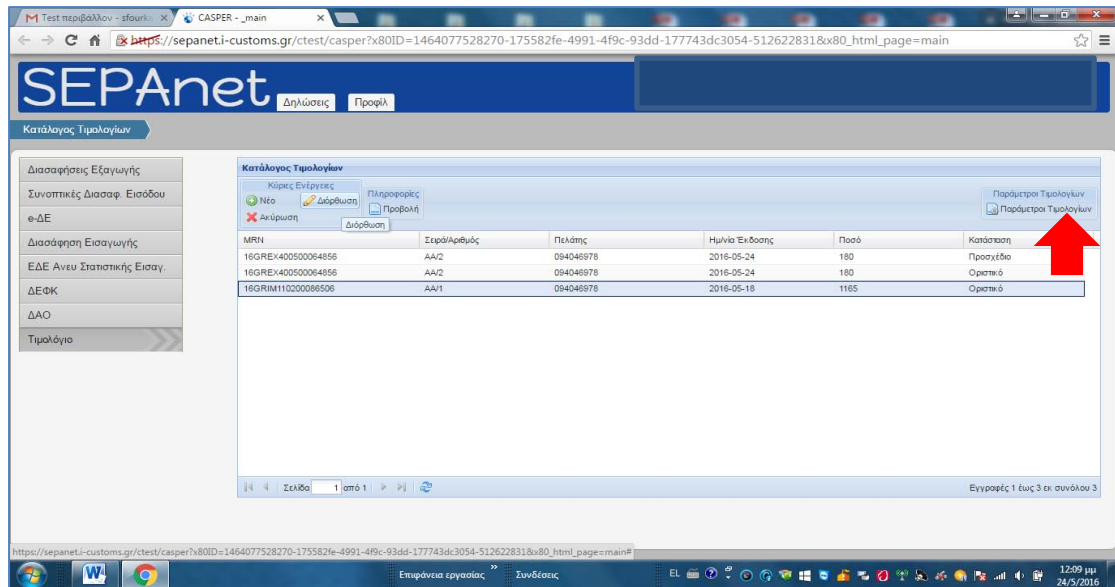 Test περιβάλλον - sfourk
CASPER - _main
https://sepanet.i-customs.gr/ctest/casper?x80ID=1464077528270-175582fe-4991-4f9c-93dd-177743dc3054-512622831&x80_html_page=main
SEPAnet
Δηλώσεις
Προφίλ
Κατάλογος Τιμολογίων
Διασαφήσεις Εξαγωγής
Συνοπτικές Διασαφ. Εισόδου
e-ΔΕ
Διασάφηση Εισαγωγής
ΕΔΕ Ανευ Στατιστικής Εισαγ.
ΔΕΦΚ
ΔΑΟ
Τιμολόγιο
Κατάλογος Τιμολογίων
Κύριες Ενέργειες
Νέο
Διόρθωση
Ακύρωση
Διόρθωση
Πληροφορίες
Προβολή
Παράμετροι Τιμολογίων
Παράμετροι Τιμολογίων
MRN Σειρά/Αριθμός Πελάτης Ημ/νία Έκδοσης Ποσό Κατάσταση
16GREX400500064856 AA/2 094046978 2016-05-24 180 Προσχέδιο
16GREX400500064856 AA/2 094046978 2016-05-24 180 Οριστικό
16GRIM110200086506 AA/1 094046978 2016-05-18 1165 Οριστικό
Σελίδα 1 από 1
Εγγραφές 1 έως 3 εκ συνόλου 3
https://sepanet.i-customs.gr/ctest/casper?x80ID=1464077528270-175582fe-4991-4f9c-93dd-177743dc3054-512622831&x80_html_page=main#
Επιφάνεια εργασίας
»
Συνδέσεις
EL
12:09 μμ
24/5/2016